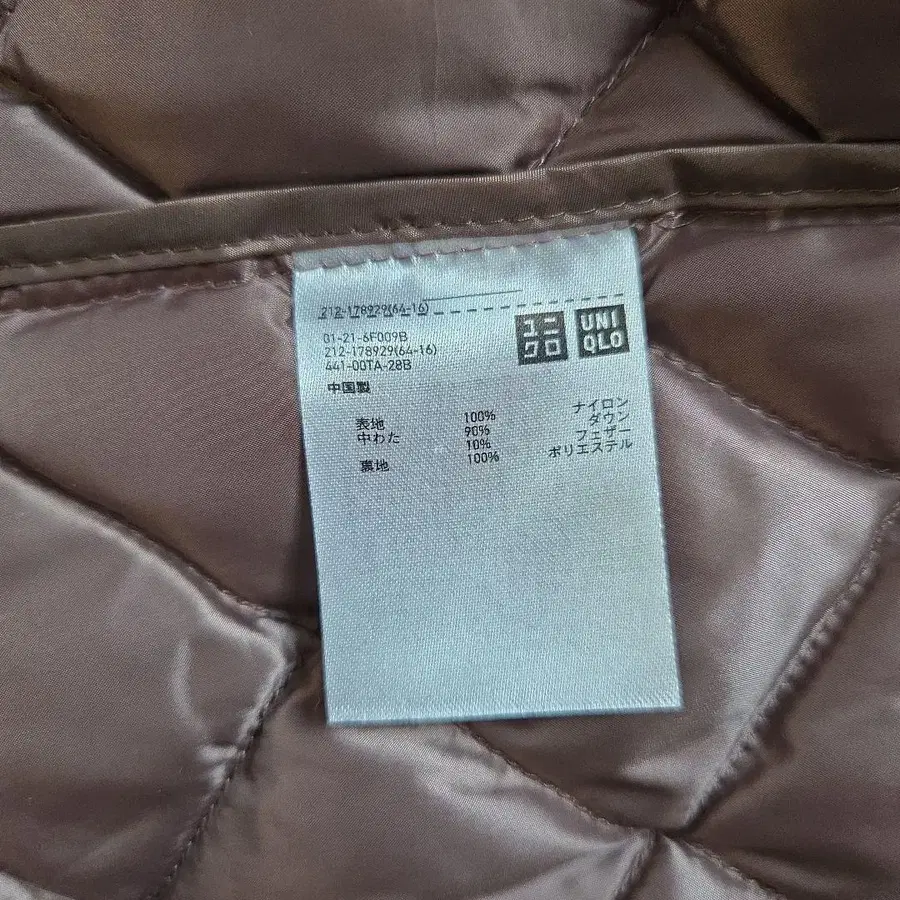 212-178929(64-16)
ユニクロ UNIQLO
01-21-6F009B
212-178929(64-16)
441-00TA-28B
中国製
表地 100% ナイロン
中わた 90% ダウン
10% フェザー
裏地 100% ポリエステル